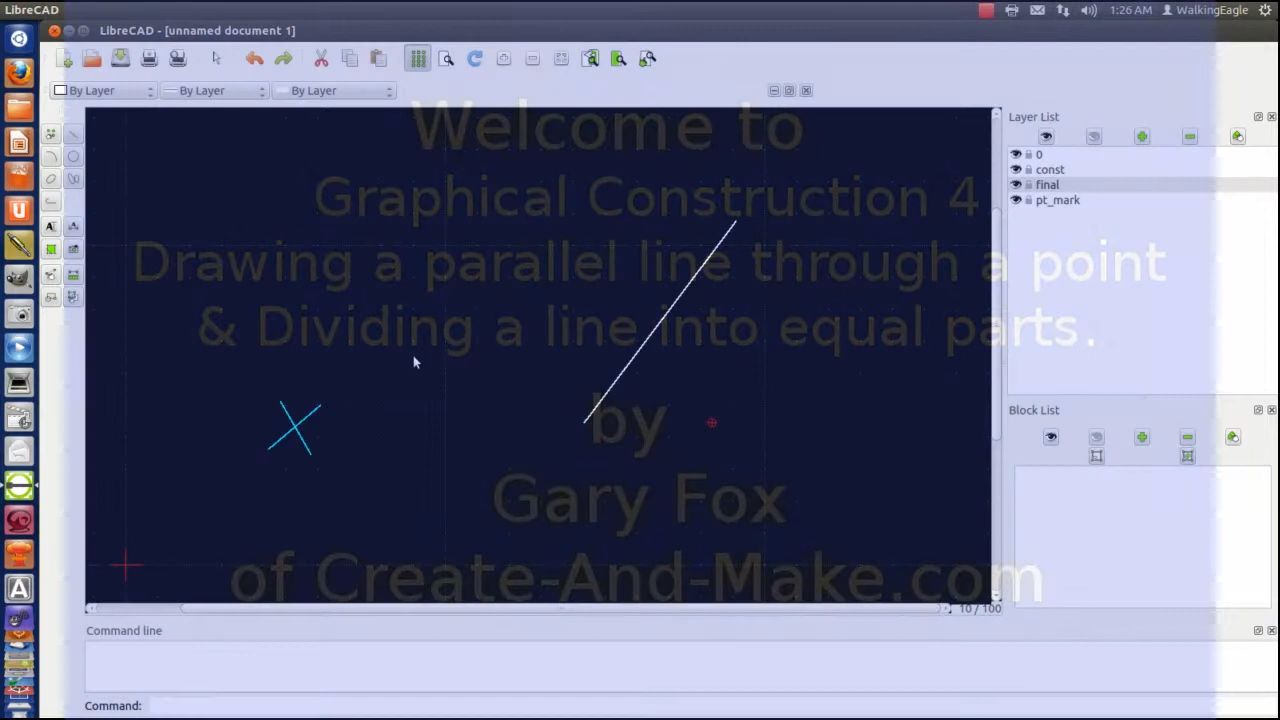 LibreCAD
1:26 AM
WalkingEagle
LibreCAD - [unnamed document 1]
By Layer
By Layer
By Layer
Welcome to
Graphical Construction 4
Drawing a parallel line through a point
& Dividing a line into equal parts.
by
Gary Fox
of Create-And-Make.com
Layer List
0
const
final
pt_mark
Block List
10 / 100
Command line
Command: